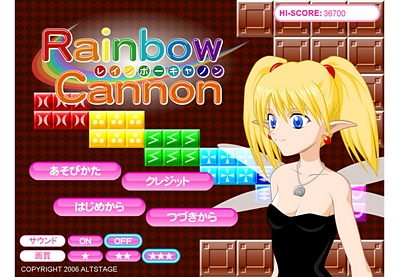 HI-SCORE: 36700
Rainbow
レインボーキャノン
Cannon
あそびかた
クレジット
はじめから
つづきから
サウンド ON OFF
画質 ★ ★★ ★★★
COPYRIGHT 2006 ALTSTAGE